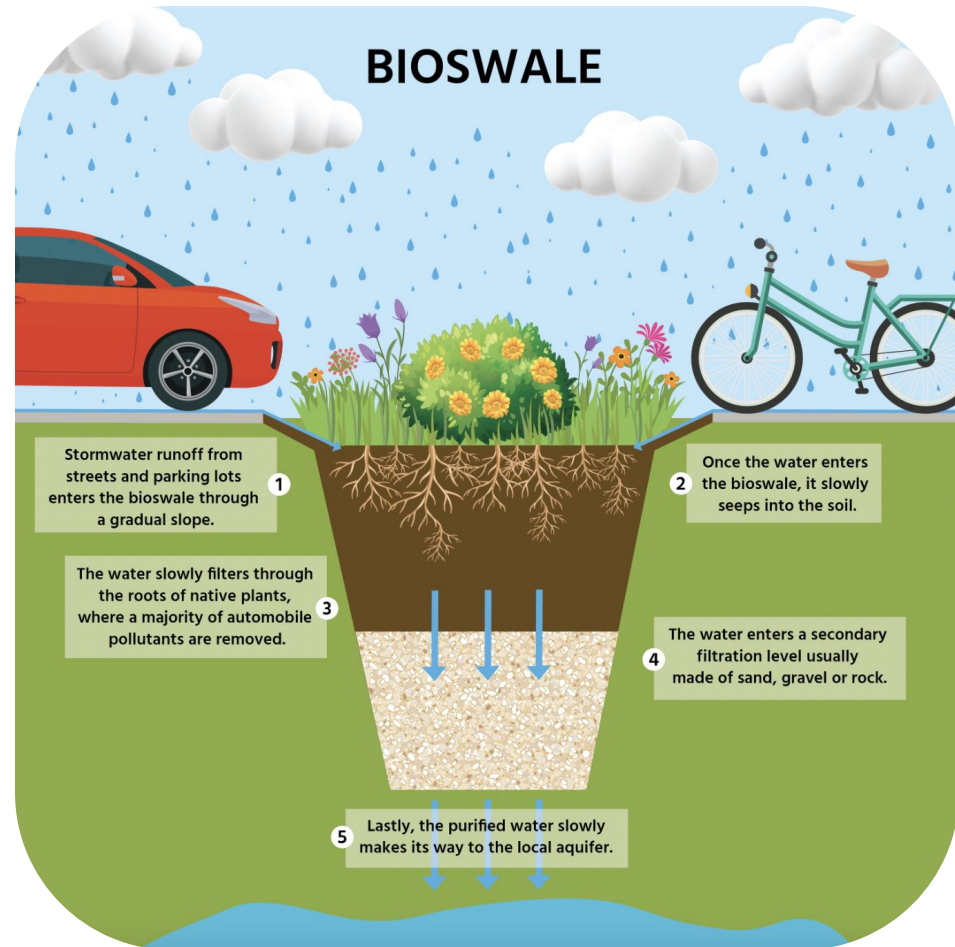 BIOSWALE
Stormwater runoff from
streets and parking lots
enters the bioswale through
a gradual slope.
1
2
Once the water enters
the bioswale, it slowly
seeps into the soil.
The water slowly filters through
the roots of native plants,
where a majority of automobile
pollutants are removed.
3
4
The water enters a secondary
filtration level usually
made of sand, gravel or rock.
5
Lastly, the purified water slowly
makes its way to the local aquifer.